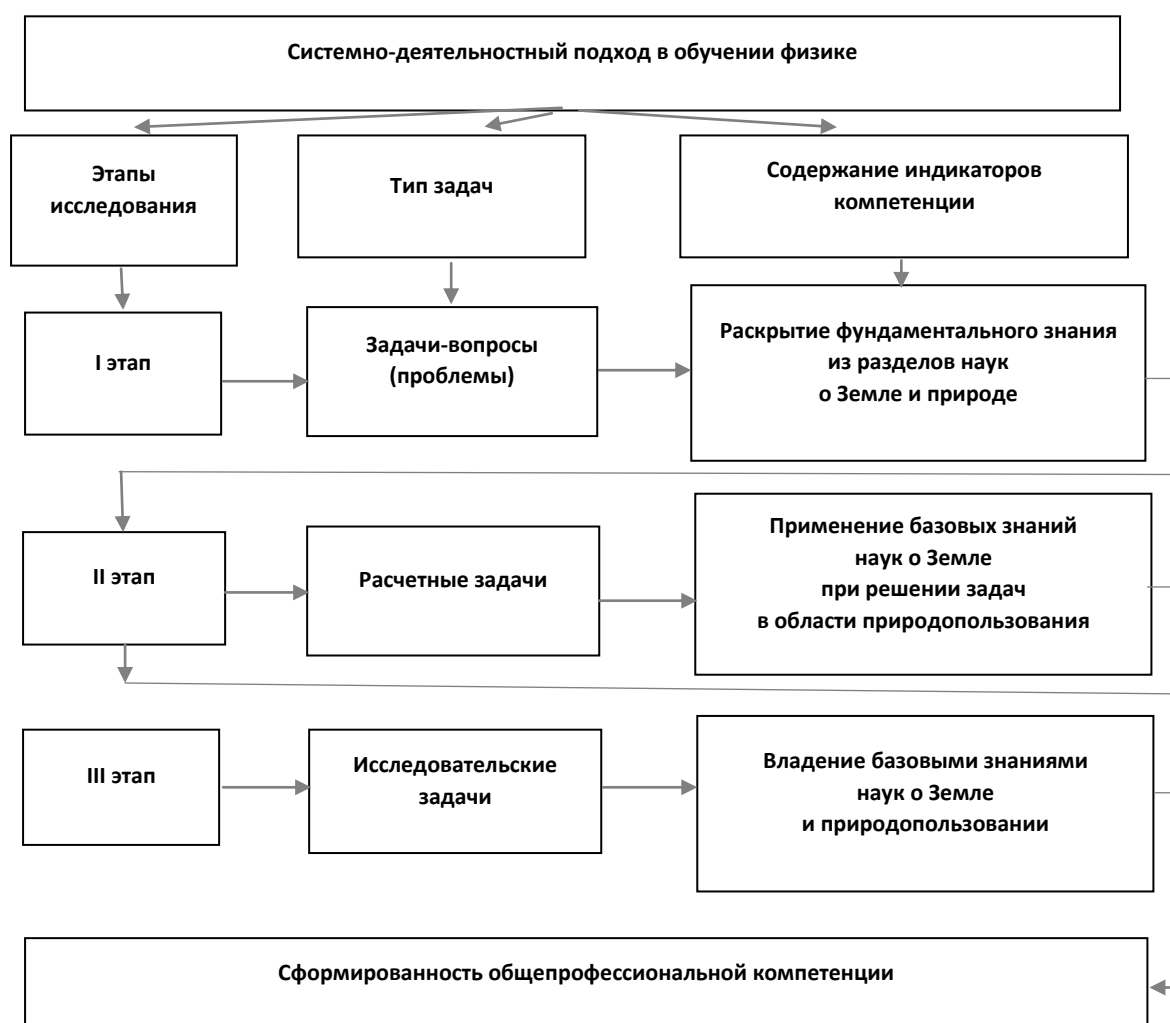 Системно-деятельностный подход в обучении физике
Этапы
исследования
Тип задач
Содержание индикаторов
компетенции
I этап
Задачи-вопросы
(проблемы)
Раскрытие фундаментального знания
из разделов наук
о Земле и природе
II этап
Расчетные задачи
Применение базовых знаний
наук о Земле
при решении задач
в области природопользования
III этап
Исследовательские
задачи
Владение базовыми знаниями
наук о Земле
и природопользовании
Сформированность общепрофессиональной компетенции